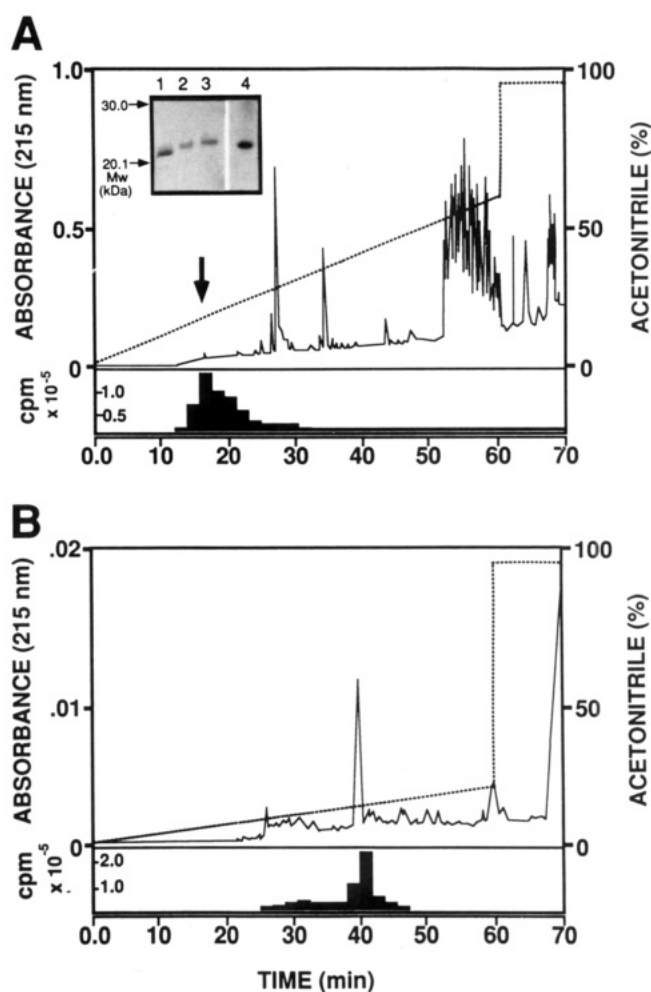 A
ABSORBANCE (215 nm)
1.0
0.5
0
1 2 3 4
30.0
20.1
Mw
(kDa)
100
50
0
ACETONITRILE (%)
cpm
x 10⁻⁵
1.0
0.5
0.0 10 20 30 40 50 60 70
B
ABSORBANCE (215 nm)
.02
.01
0
100
50
0
ACETONITRILE (%)
cpm
x 10⁻⁵
2.0
1.0
0.0 10 20 30 40 50 60 70
TIME (min)